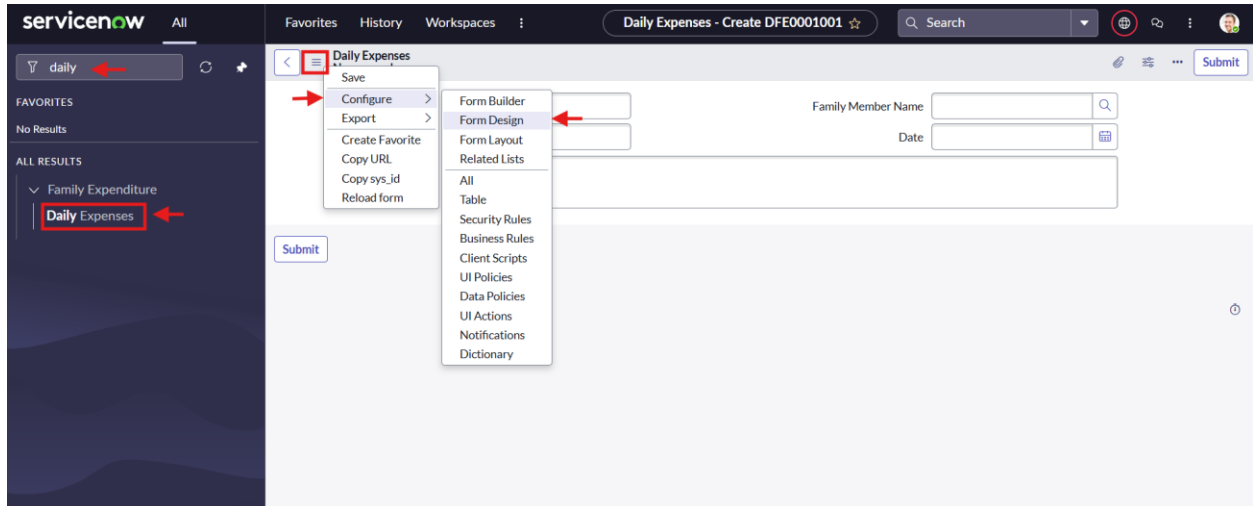 servicenow All Favorites History Workspaces Daily Expenses - Create DFE0001001 Search
daily
FAVORITES
No Results
ALL RESULTS
Family Expenditure
Daily Expenses
Daily Expenses
Submit
Save
Configure
Export
Create Favorite
Copy URL
Copy sys_id
Reload form
Form Builder
Form Design
Form Layout
Related Lists
All
Table
Security Rules
Business Rules
Client Scripts
UI Policies
Data Policies
UI Actions
Notifications
Dictionary
Family Member Name
Date
Submit